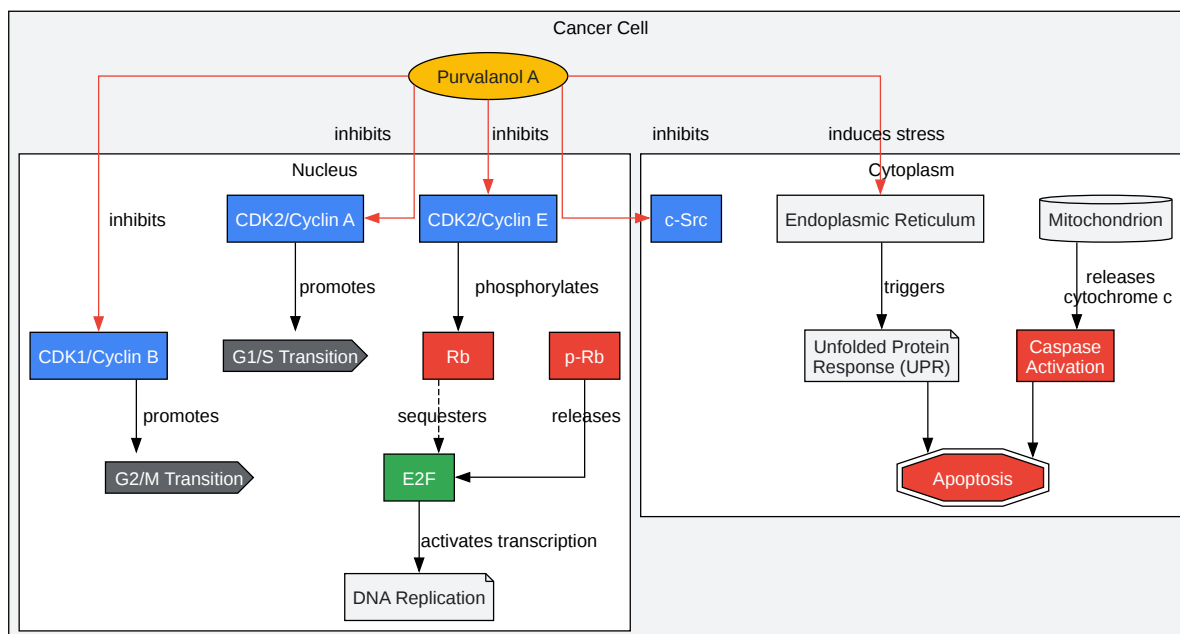 Cancer Cell
Purvalanol A
inhibits
inhibits
inhibits
induces stress
Nucleus
Cytoplasm
inhibits
CDK2/Cyclin A
CDK2/Cyclin E
c-Src
Endoplasmic Reticulum
Mitochondrion
promotes
phosphorylates
triggers
releases
cytochrome c
CDK1/Cyclin B
G1/S Transition
Rb
p-Rb
Unfolded Protein
Response (UPR)
Caspase
Activation
promotes
sequesters
releases
G2/M Transition
E2F
Apoptosis
activates transcription
DNA Replication